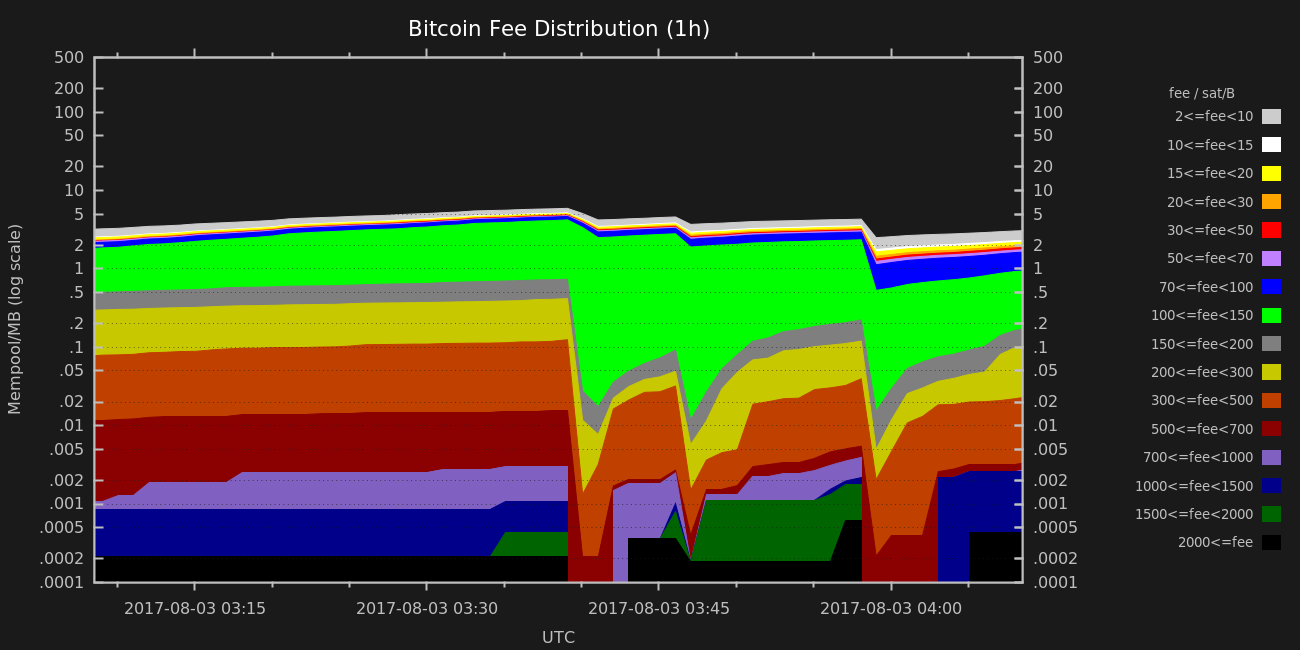 Bitcoin Fee Distribution (1h)
500 500
200 200
100 100
50 50
20 20
10 10
5 5
2 2
1 1
.5 .5
.2 .2
.1 .1
.05 .05
.02 .02
.01 .01
.005 .005
.002 .002
.001 .001
.0005 .0005
.0002 .0002
.0001 .0001
Mempool/MB (log scale)
2017-08-03 03:15 2017-08-03 03:30 2017-08-03 03:45 2017-08-03 04:00
UTC
fee / sat/B
2<=fee<10
10<=fee<15
15<=fee<20
20<=fee<30
30<=fee<50
50<=fee<70
70<=fee<100
100<=fee<150
150<=fee<200
200<=fee<300
300<=fee<500
500<=fee<700
700<=fee<1000
1000<=fee<1500
1500<=fee<2000
2000<=fee